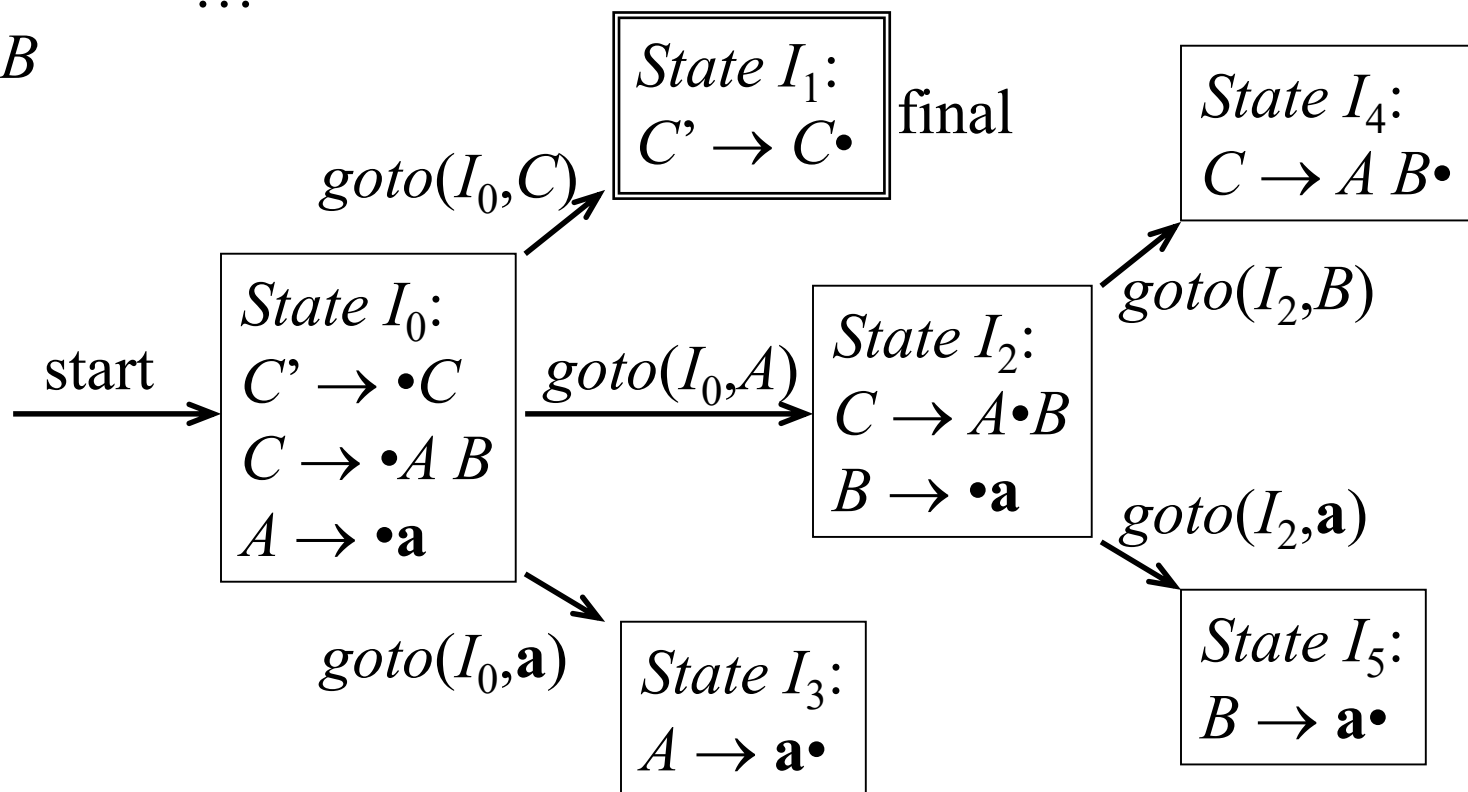 …
B
State I₁:
C’ → C•
final
State I₄:
C → A B•
goto(I₀,C)
goto(I₂,B)
State I₀:
C’ → •C
C → •A B
A → •a
start
goto(I₀,A)
State I₂:
C → A•B
B → •a
goto(I₂,a)
goto(I₀,a)
State I₃:
A → a•
State I₅:
B → a•